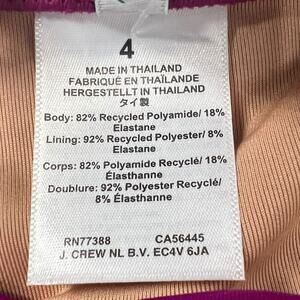 4
MADE IN THAILAND
FABRIQUÉ EN THAÏLANDE
HERGESTELLT IN THAILAND
タイ製
Body: 82% Recycled Polyamide/ 18%
Elastane
Lining: 92% Recycled Polyester/ 8%
Elastane
Corps: 82% Polyamide Recyclé/ 18%
Élasthanne
Doublure: 92% Polyester Recyclé/
8% Élasthanne
RN77388 CA56445
J. CREW NL B.V. EC4V 6JA